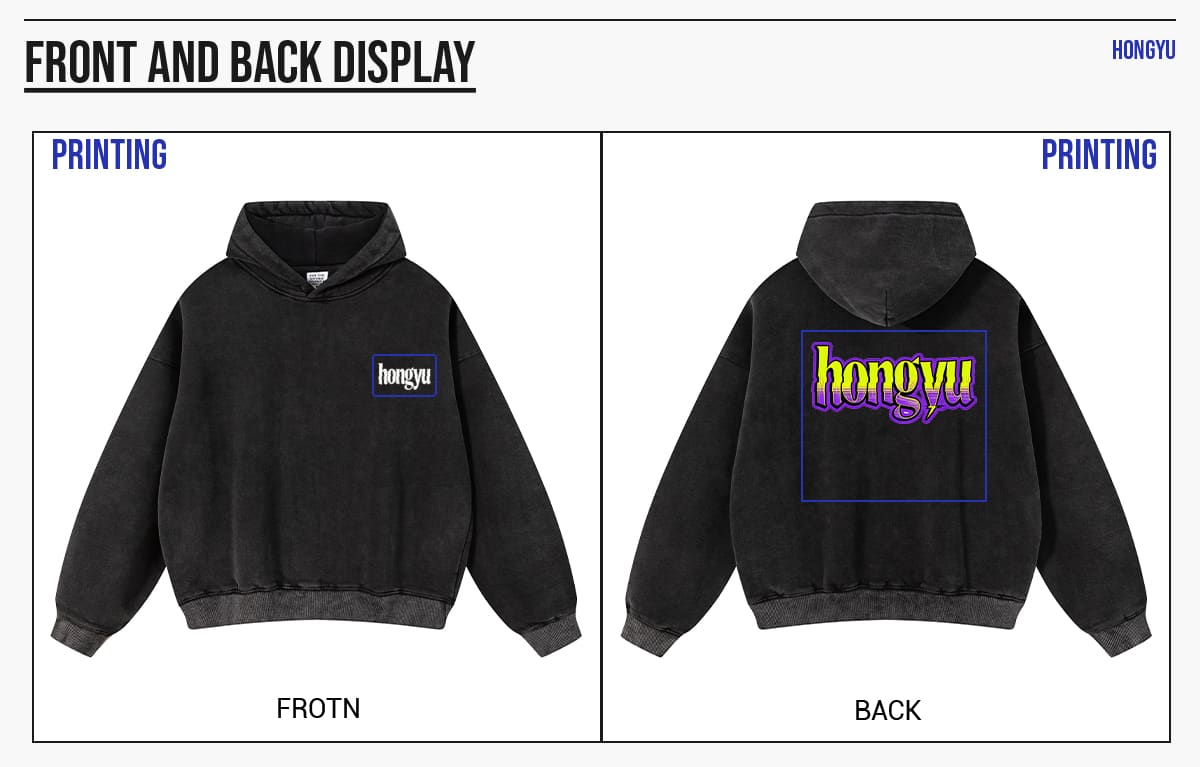 FRONT AND BACK DISPLAY
HONGYU
PRINTING
PRINTING
hongyu
hongyu
FROTN
BACK